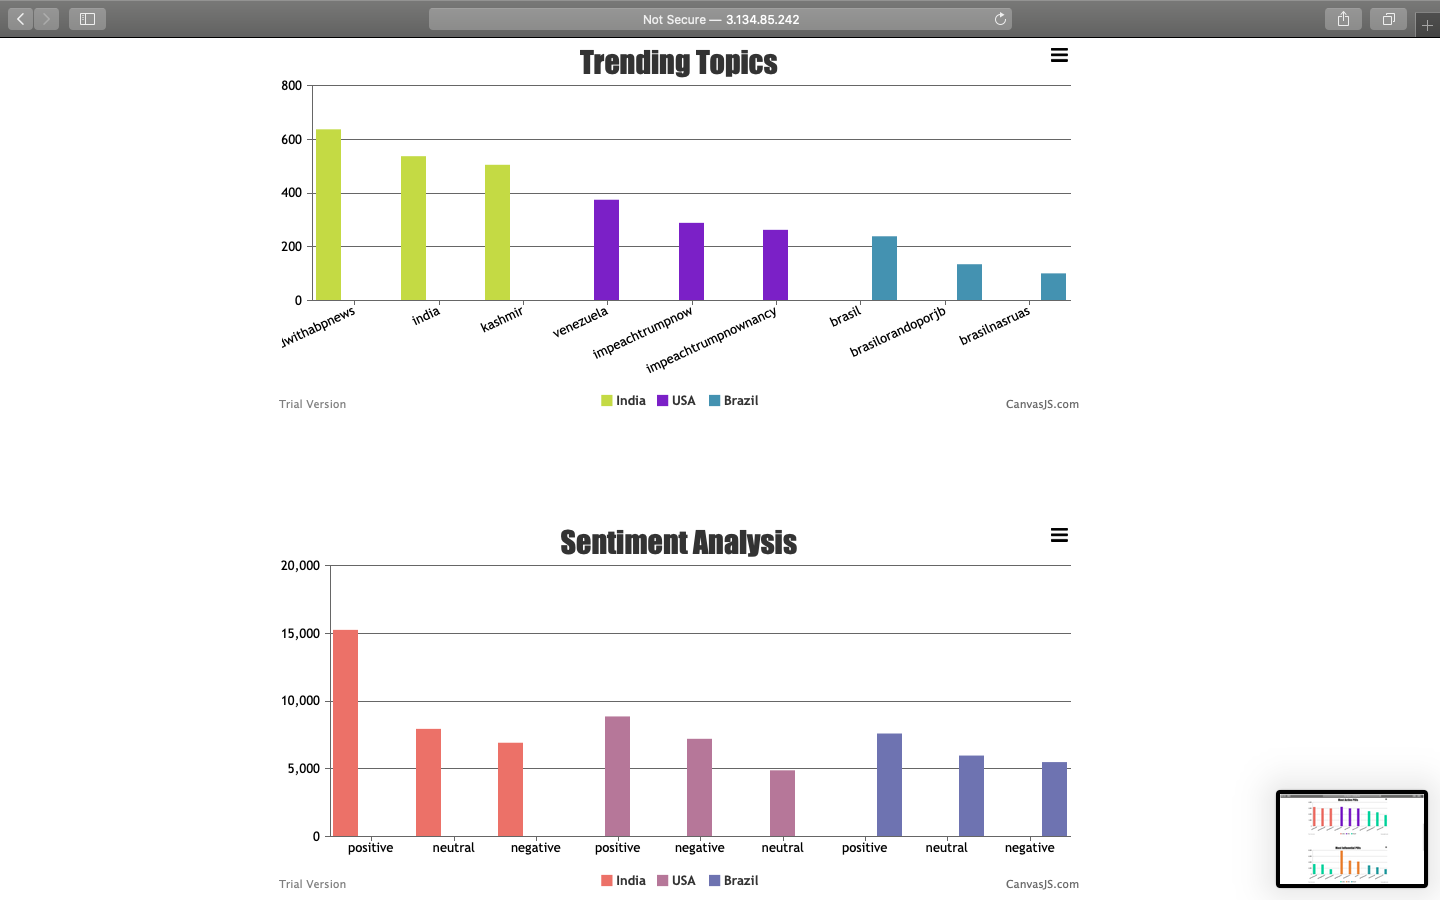 Not Secure — 3.134.85.242
Trending Topics
800
600
400
200
0
india
kashmir
venezuela
impeachtrumpnow
impeachtrumpnownancy
brasil
brasilorandoporjb
brasilnasruas
India USA Brazil
Trial Version
CanvasJS.com
Sentiment Analysis
20,000
15,000
10,000
5,000
0
positive neutral negative positive negative neutral positive neutral negative
India USA Brazil
Trial Version
CanvasJS.com